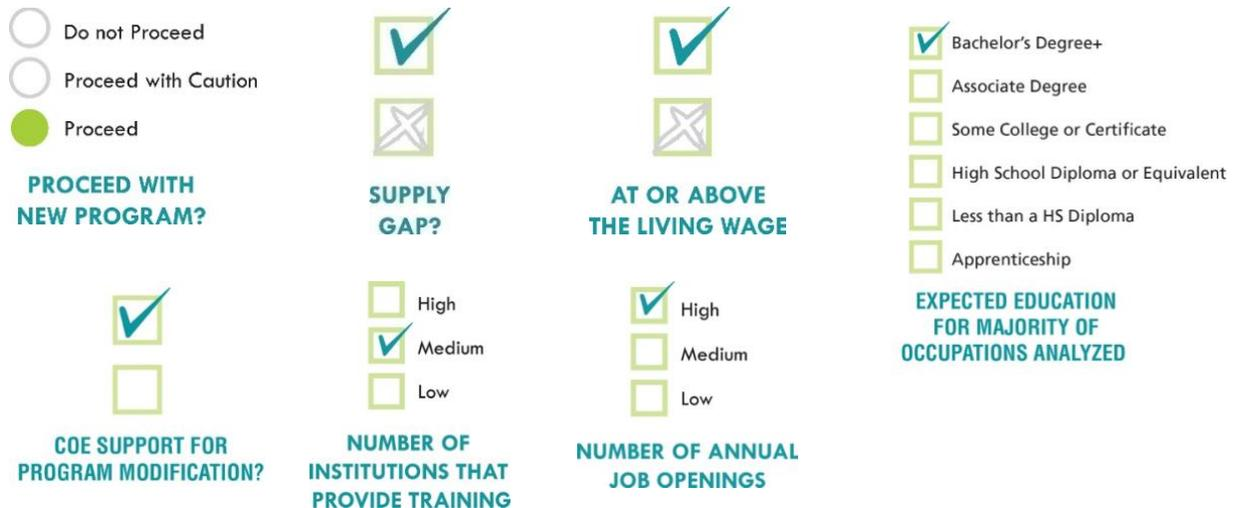 Do not Proceed
Proceed with Caution
Proceed
PROCEED WITH
NEW PROGRAM?
SUPPLY
GAP?
AT OR ABOVE
THE LIVING WAGE
Bachelor's Degree+
Associate Degree
Some College or Certificate
High School Diploma or Equivalent
Less than a HS Diploma
Apprenticeship
EXPECTED EDUCATION
FOR MAJORITY OF
OCCUPATIONS ANALYZED
COE SUPPORT FOR
PROGRAM MODIFICATION?
High
Medium
Low
NUMBER OF
INSTITUTIONS THAT
PROVIDE TRAINING
High
Medium
Low
NUMBER OF ANNUAL
JOB OPENINGS